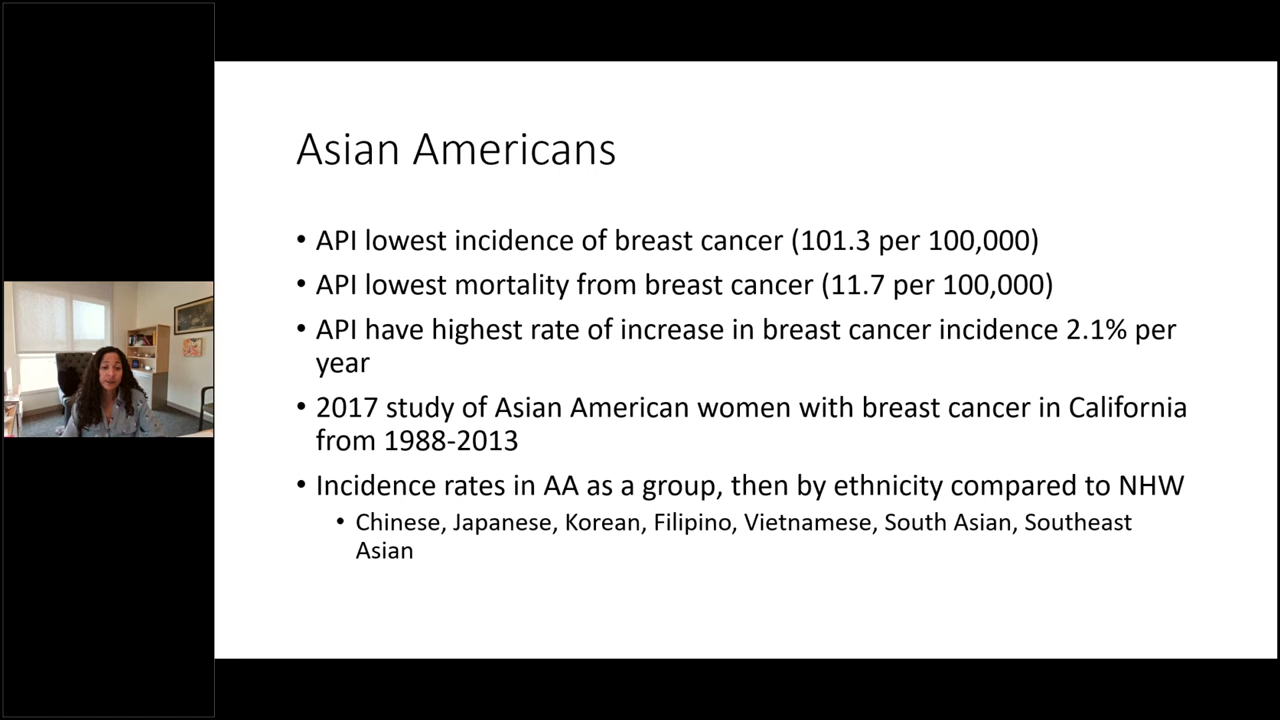 Asian Americans
• API lowest incidence of breast cancer (101.3 per 100,000)
• API lowest mortality from breast cancer (11.7 per 100,000)
• API have highest rate of increase in breast cancer incidence 2.1% per
year
• 2017 study of Asian American women with breast cancer in California
from 1988-2013
• Incidence rates in AA as a group, then by ethnicity compared to NHW
• Chinese, Japanese, Korean, Filipino, Vietnamese, South Asian, Southeast
Asian